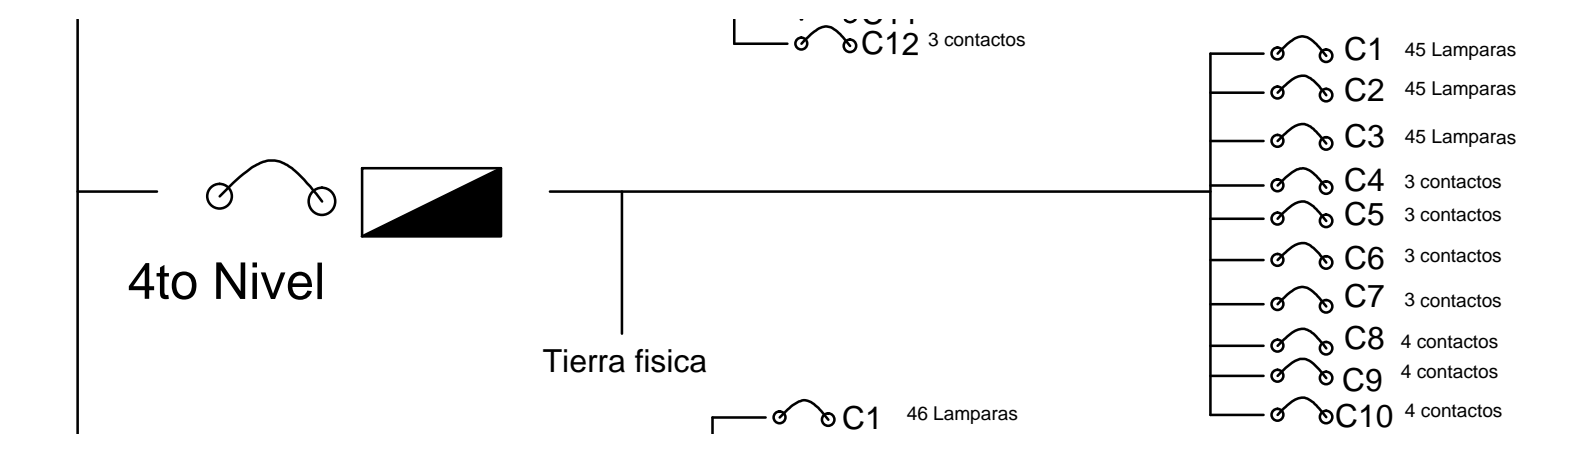 C12 3 contactos
C1 45 Lamparas
C2 45 Lamparas
C3 45 Lamparas
C4 3 contactos
C5 3 contactos
C6 3 contactos
C7 3 contactos
C8 4 contactos
C9 4 contactos
C10 4 contactos
4to Nivel
Tierra fisica
C1 46 Lamparas